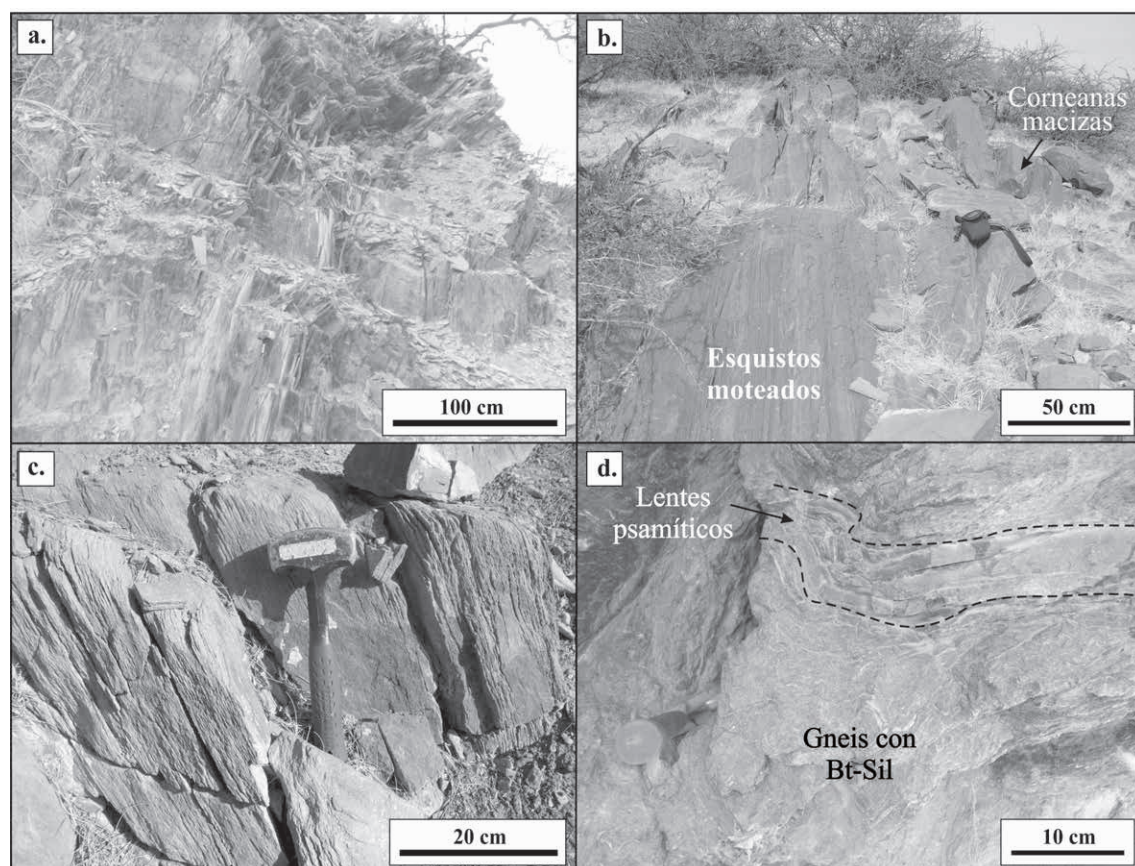 a.
100 cm
b.
Corneanas
macizas
Esquistos
moteados
50 cm
c.
20 cm
d.
Lentes
psamíticos
Gneis con
Bt-Sil
10 cm